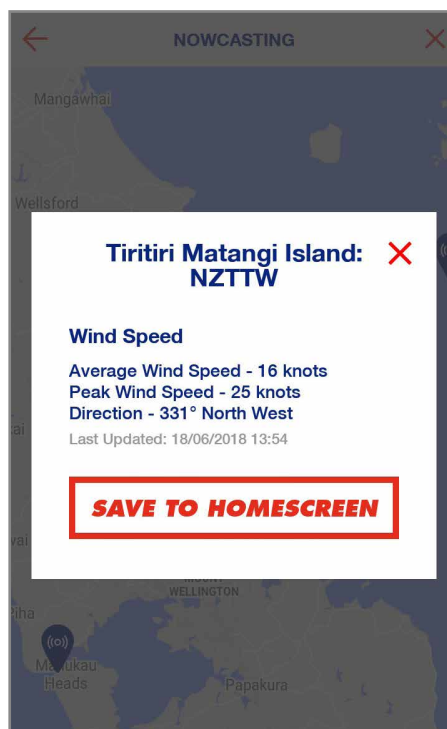 NOWCASTING
Mangawhai
Wellsford
Tiritiri Matangi Island:
NZTTW
Wind Speed
Average Wind Speed - 16 knots
Peak Wind Speed - 25 knots
Direction - 331° North West
Last Updated: 18/06/2018 13:54
SAVE TO HOMESCREEN
WELLINGTON
Piha
Manukau
Heads
Papakura